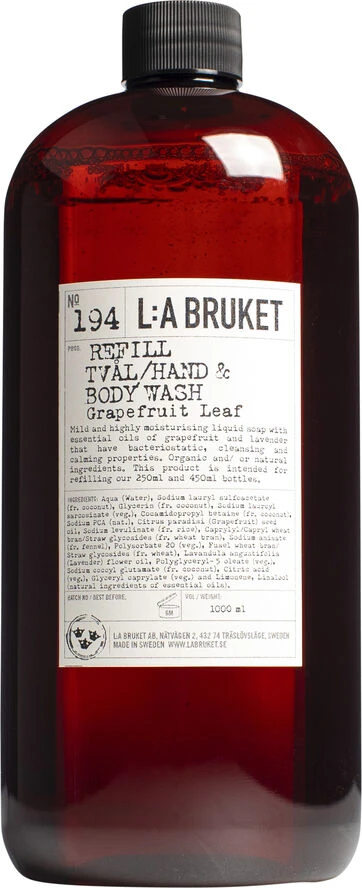 No
194
L:A BRUKET
PROD.
REFILL
TVÅL/HAND &
BODY WASH
Grapefruit Leaf
Mild and highly moisturising liquid soap with
essential oils of grapefruit and lavender
that have bacteriostatic, cleansing and
calming properties. Organic and/ or natural
ingredients. This product is intended for
refilling our 250ml and 450ml bottles.
INGREDIENTS: Aqua (Water), Sodium lauryl sulfoacetate
(fr. coconut), Glycerin (fr. coconut), Sodium lauroyl
sarcosinate (veg.), Cocamidopropyl betaine (fr. coconut),
Sodium PCA (nat.), Citrus paradisi (Grapefruit) seed
oil, Sodium levulinate (fr. rice), Caprylyl/Capryl wheat
bran/Straw glycosides (fr. wheat bran), Sodium anisate
(fr. fennel), Polysorbate 20 (veg.), Fusel wheat bran/
Straw glycosides (fr. wheat), Lavandula angustifolia
(Lavender) flower oil, Polyglyceryl-5 oleate (veg.),
Sodium cocoyl glutamate (fr. coconut), Citric acid
(veg.), Glyceryl caprylate (veg.) and Limonene, Linalool
(natural ingredients of essential oils).
BATCH NO / BEST BEFORE.
VOL / WEIGHT:
6M
1000 ml
L:A BRUKET AB, NÄTVÄGEN 2, 432 74 TRÄSLÖVSLÄGE, SWEDEN
MADE IN SWEDEN WWW.LABRUKET.SE